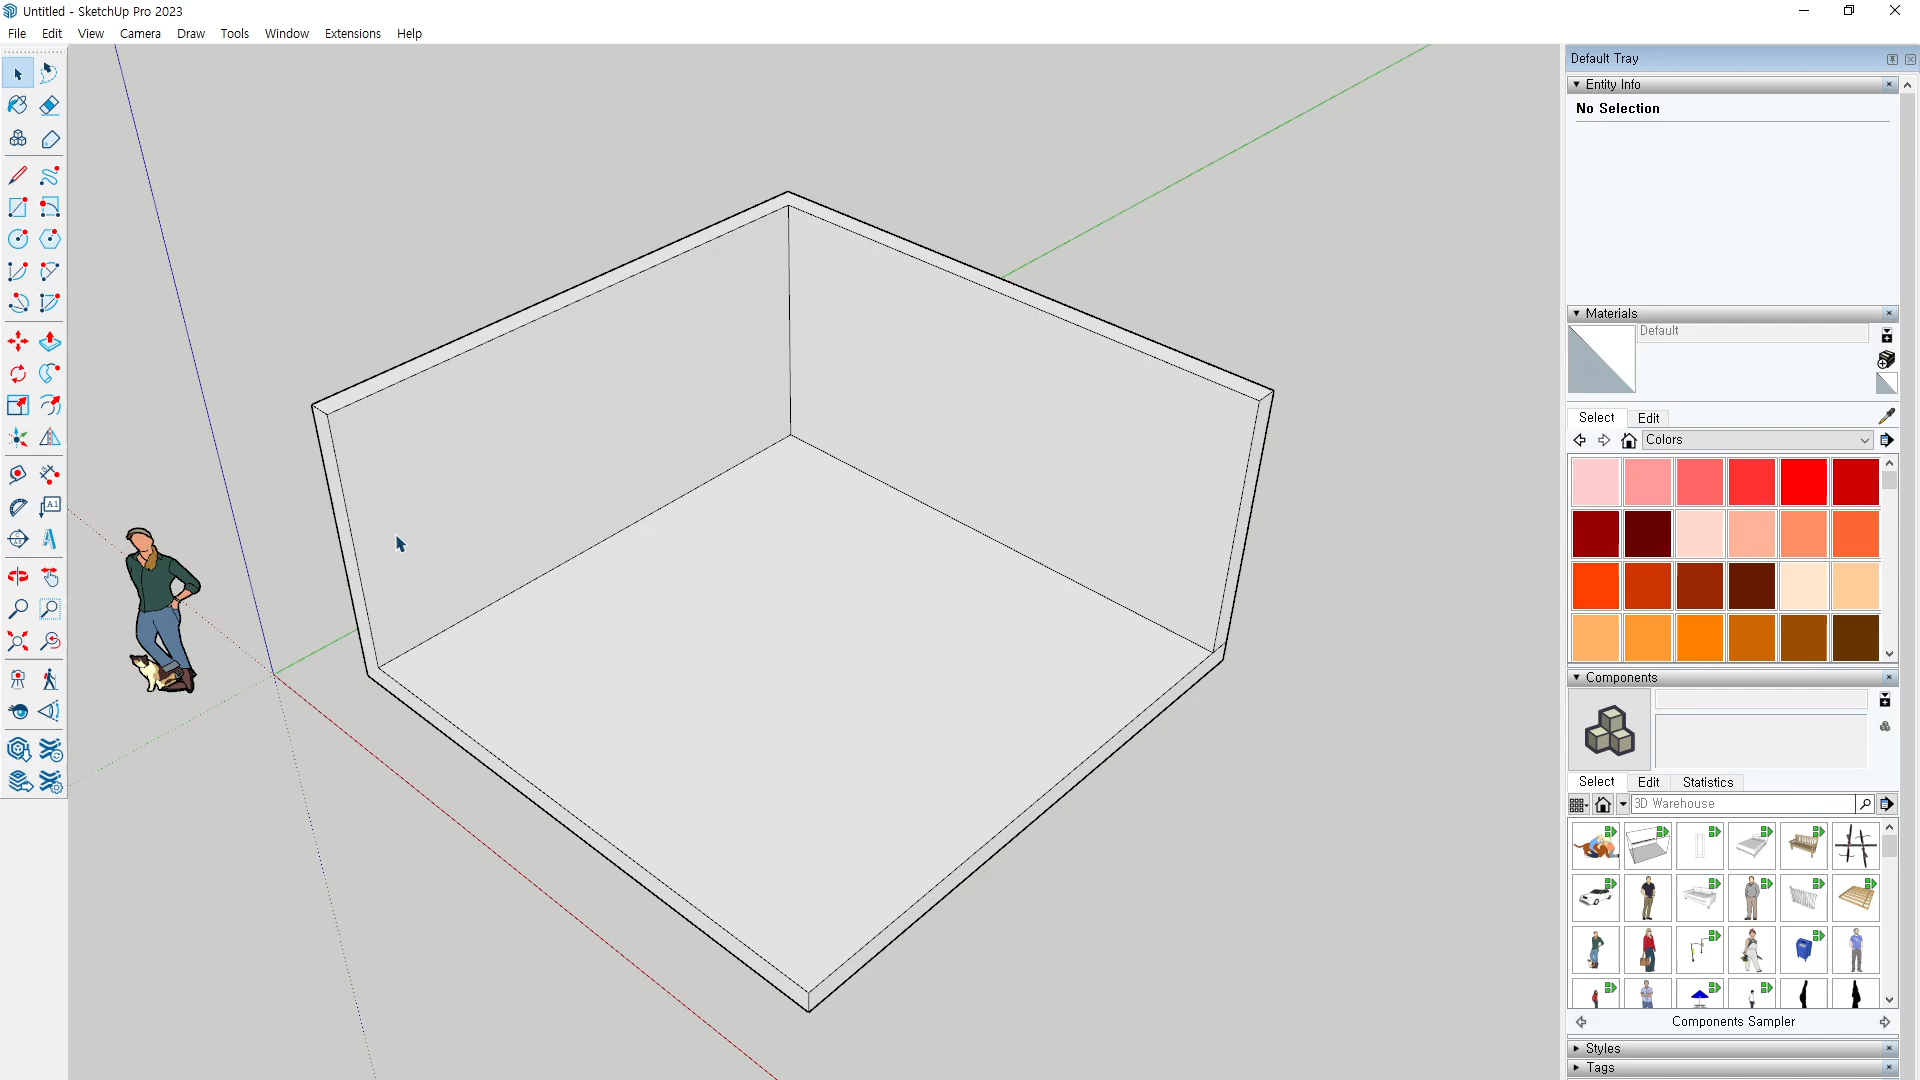 Untitled - SketchUp Pro 2023
File Edit View Camera Draw Tools Window Extensions Help
Default Tray
Entity Info
No Selection
Materials
Default
Select Edit
Colors
A1
Components
Select Edit Statistics
3D Warehouse
Components Sampler
Styles
Tags